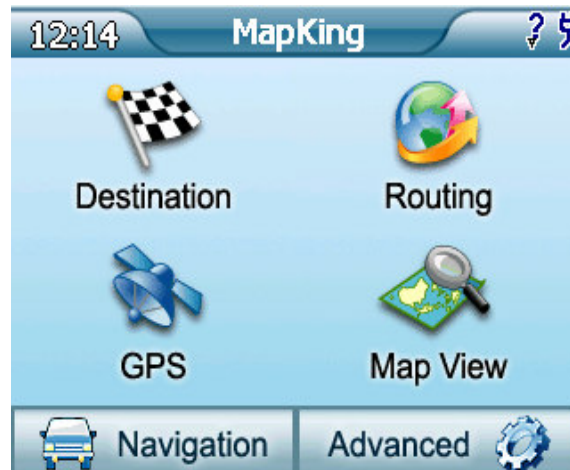 12:14 MapKing ?
Destination Routing
GPS Map View
Navigation Advanced